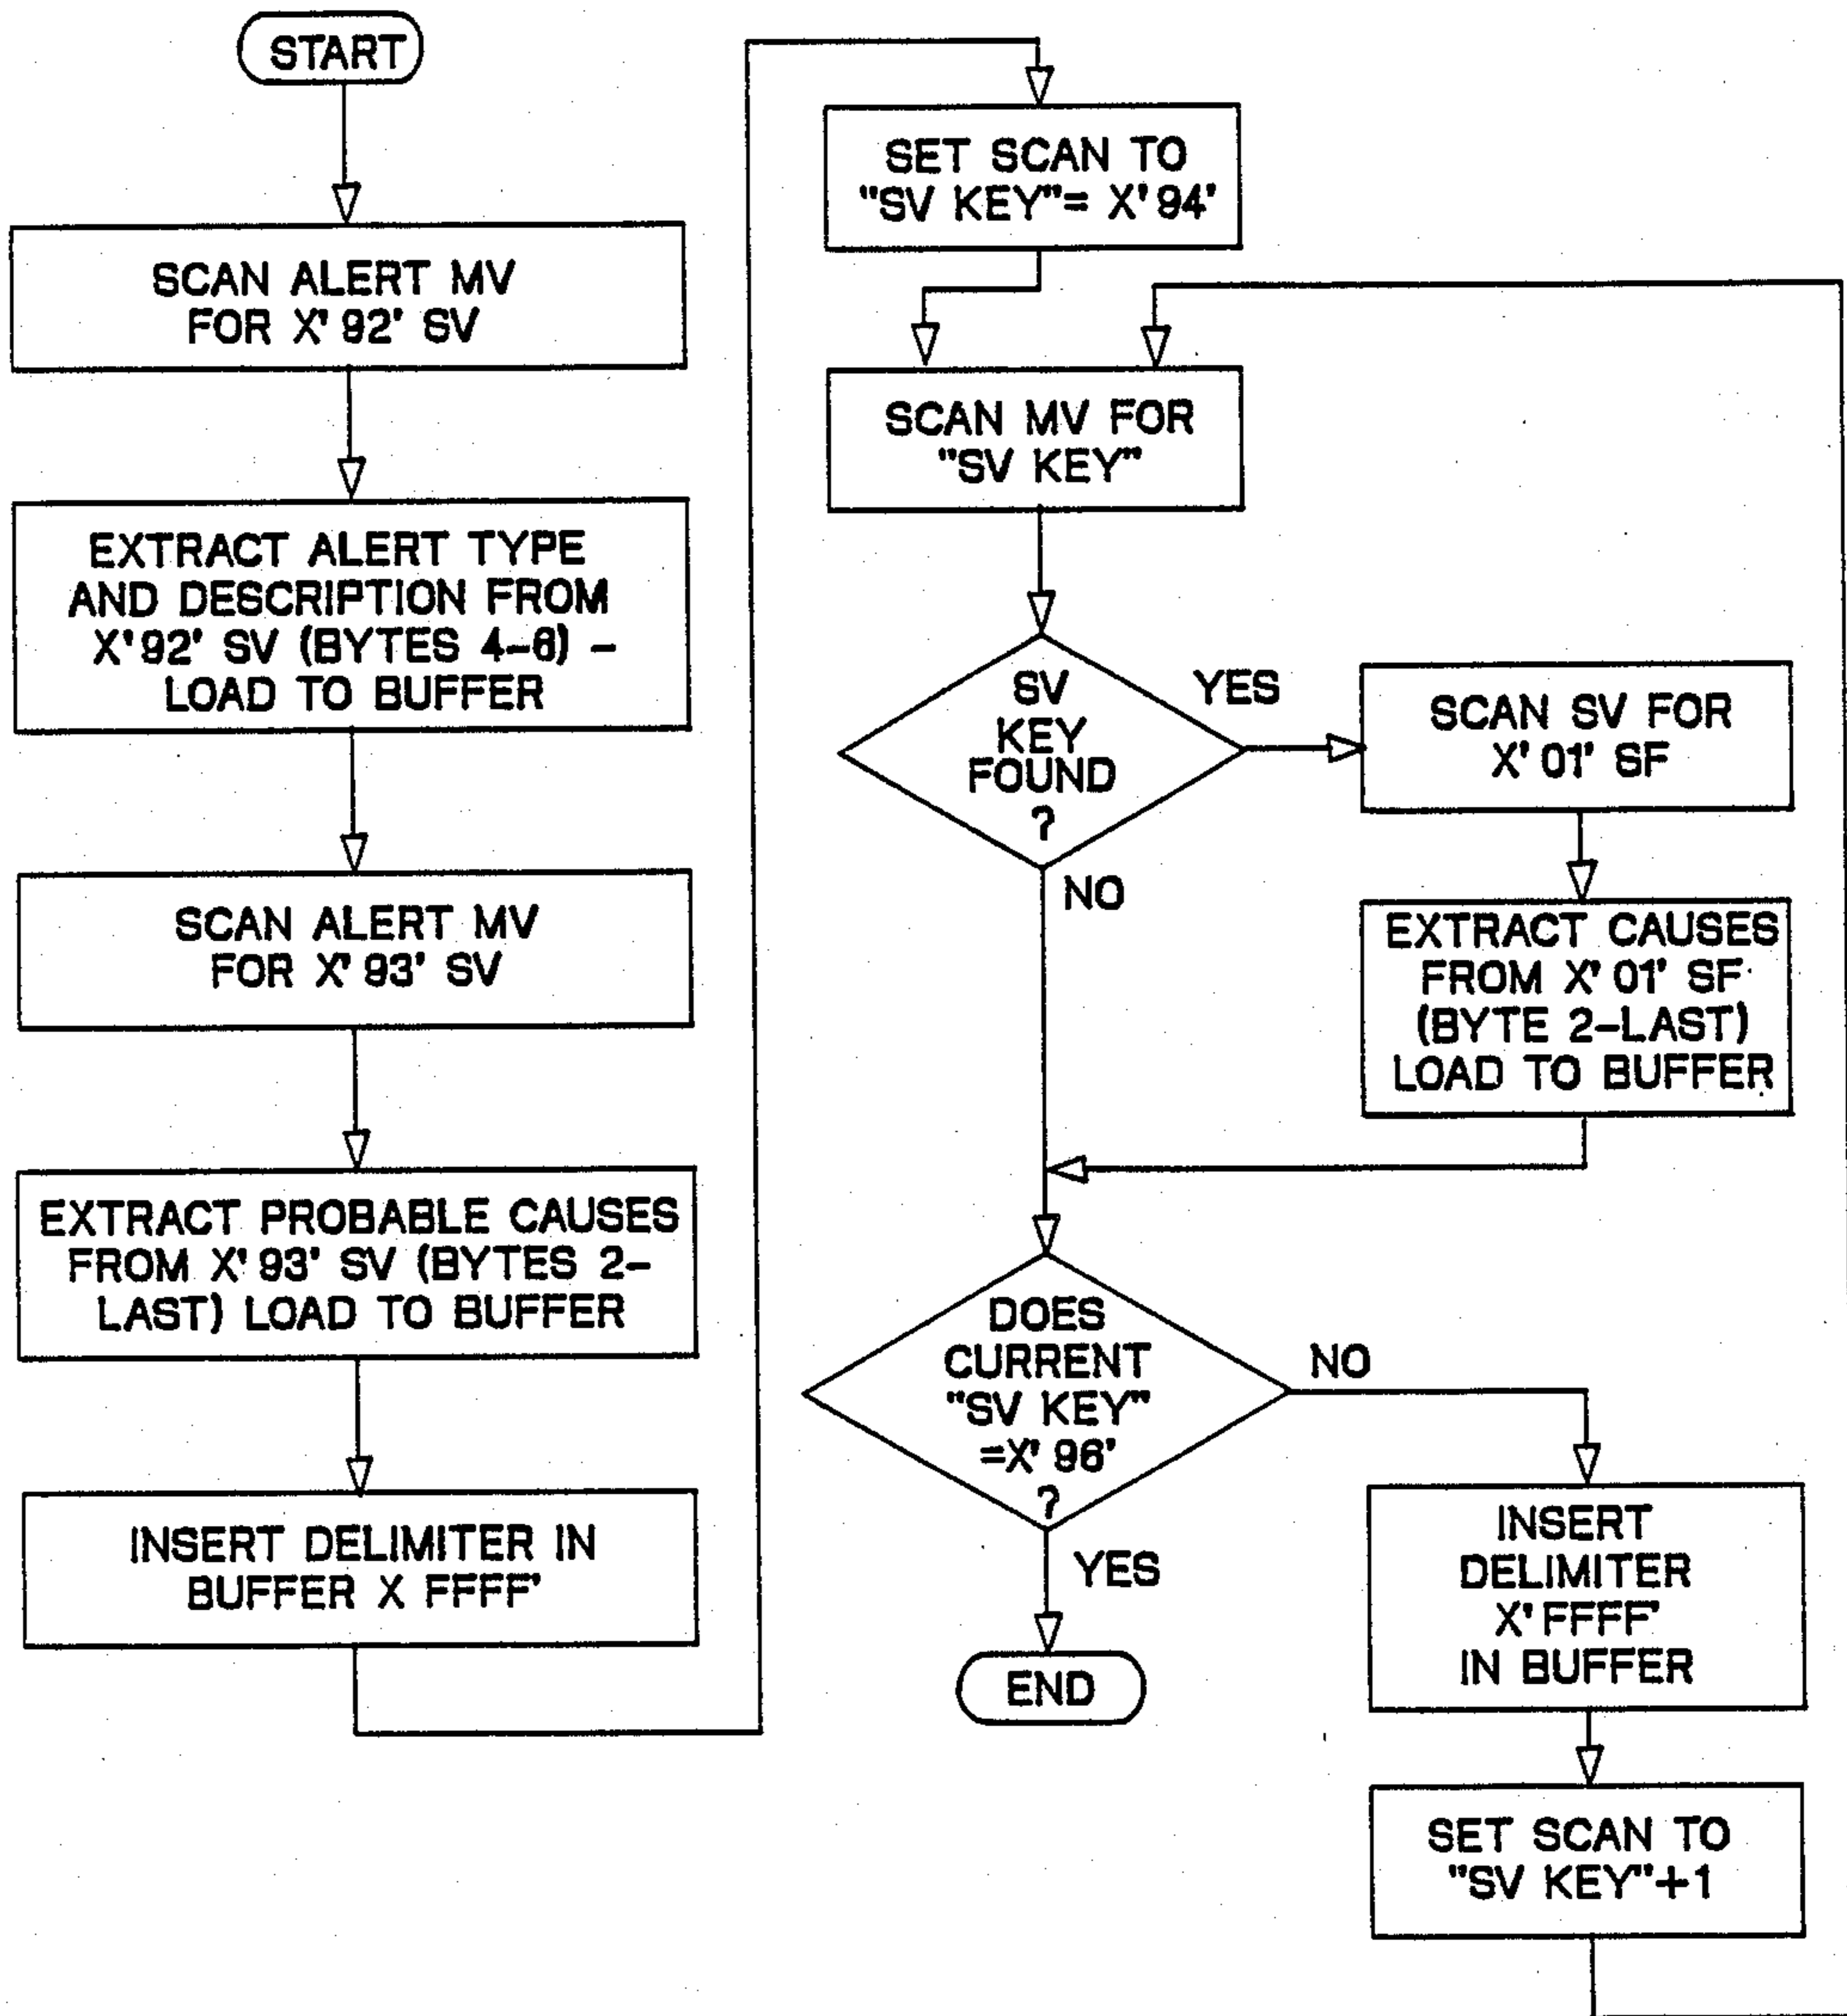 START
SCAN ALERT MV
FOR X'92' SV
EXTRACT ALERT TYPE
AND DESCRIPTION FROM
X'92' SV (BYTES 4-6) -
LOAD TO BUFFER
SCAN ALERT MV
FOR X'93' SV
EXTRACT PROBABLE CAUSES
FROM X'93' SV (BYTES 2-
LAST) LOAD TO BUFFER
INSERT DELIMITER IN
BUFFER X FFFF'
SET SCAN TO
"SV KEY"= X'94'
SCAN MV FOR
"SV KEY"
SV
KEY
FOUND
?
YES
NO
SCAN SV FOR
X'01' SF
EXTRACT CAUSES
FROM X'01' SF
(BYTE 2-LAST)
LOAD TO BUFFER
DOES
CURRENT
"SV KEY"
=X'96'
?
NO
YES
END
INSERT
DELIMITER
X'FFFF'
IN BUFFER
SET SCAN TO
"SV KEY"+1